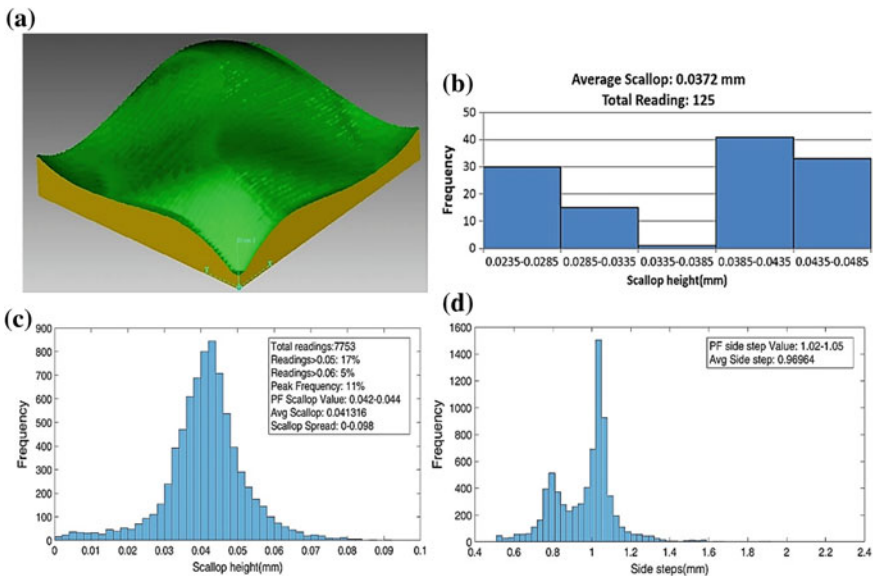 (a)
(b)
Average Scallop: 0.0372 mm
Total Reading: 125
50
40
30
20
10
0
Frequency
0.0235-0.0285 0.0285-0.0335 0.0335-0.0385 0.0385-0.0435 0.0435-0.0485
Scallop height(mm)
(c)
900
800
700
600
500
400
300
200
100
0
Frequency
Total readings:7753
Readings>0.05: 17%
Readings>0.06: 5%
Peak Frequency: 11%
PF Scallop Value: 0.042-0.044
Avg Scallop: 0.041316
Scallop Spread: 0-0.098
0 0.01 0.02 0.03 0.04 0.05 0.06 0.07 0.08 0.09 0.1
Scallop height(mm)
(d)
1600
1400
1200
1000
800
600
400
200
0
Frequency
PF side step Value: 1.02-1.05
Avg Side step: 0.96964
0.4 0.6 0.8 1 1.2 1.4 1.6 1.8 2 2.2 2.4
Side steps(mm)